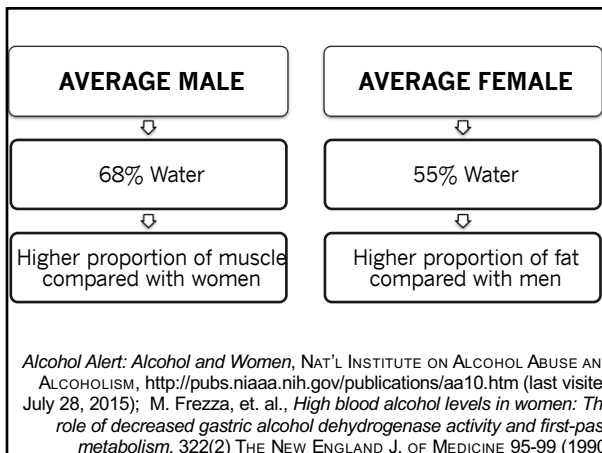 AVERAGE MALE
68% Water
Higher proportion of muscle
compared with women
AVERAGE FEMALE
55% Water
Higher proportion of fat
compared with men
Alcohol Alert: Alcohol and Women, NAT'L INSTITUTE ON ALCOHOL ABUSE AN
ALCOHOLISM, http://pubs.niaaa.nih.gov/publications/aa10.htm (last visite
July 28, 2015); M. Frezza, et. al., High blood alcohol levels in women: Th
role of decreased gastric alcohol dehydrogenase activity and first-pas
metabolism, 322(2) THE NEW ENGLAND J. OF MEDICINE 95-99 (1990